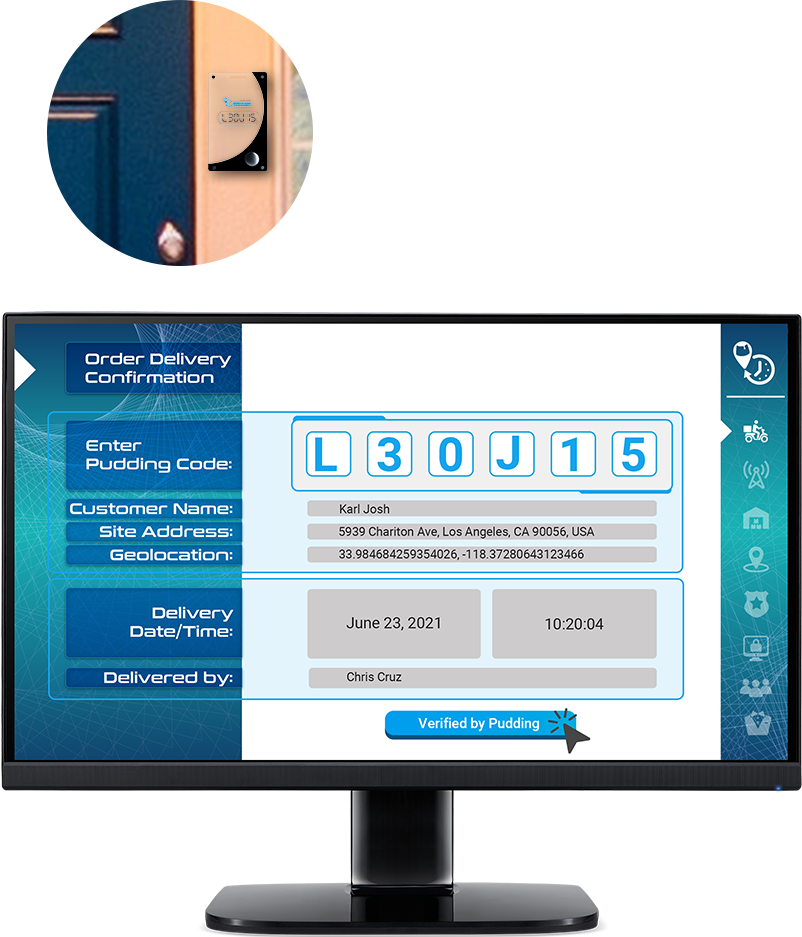 L30J15
Order Delivery
Confirmation
Enter
Pudding Code:
L 3 0 J 1 5
Customer Name:
Karl Josh
Site Address:
5939 Chariton Ave, Los Angeles, CA 90056, USA
Geolocation:
33.984684259354026, -118.37280643123466
Delivery
Date/Time:
June 23, 2021
10:20:04
Delivered by:
Chris Cruz
Verified by Pudding